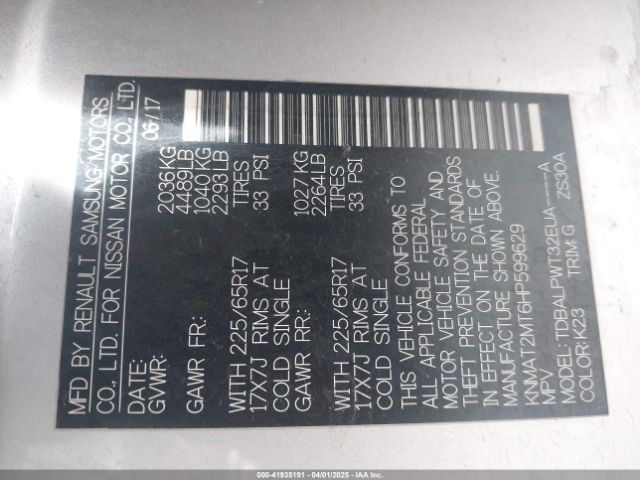 MFD BY RENAULT SAMSUNG MOTORS
CO., LTD. FOR NISSAN MOTOR CO., LTD.
DATE: 06/17
GVWR: 2036KG
4489LB
GAWR FR: 1040 KG
2293LB
WITH 225/65R17 TIRES
17X7J RIMS AT 33 PSI
COLD SINGLE
GAWR RR: 1027 KG
2264LB
WITH 225/65R17 TIRES
17X7J RIMS AT 33 PSI
COLD SINGLE
THIS VEHICLE CONFORMS TO
ALL APPLICABLE FEDERAL
MOTOR VEHICLE SAFETY AND
THEFT PREVENTION STANDARDS
IN EFFECT ON THE DATE OF
MANUFACTURE SHOWN ABOVE.
KNMAT2MT6HP599629
MPV
MODEL: TDBALPWT32EUA-----A
COLOR: K23 TRIM: G ZS30A
000-41935191 - 04/01/2025 - IAA Inc.